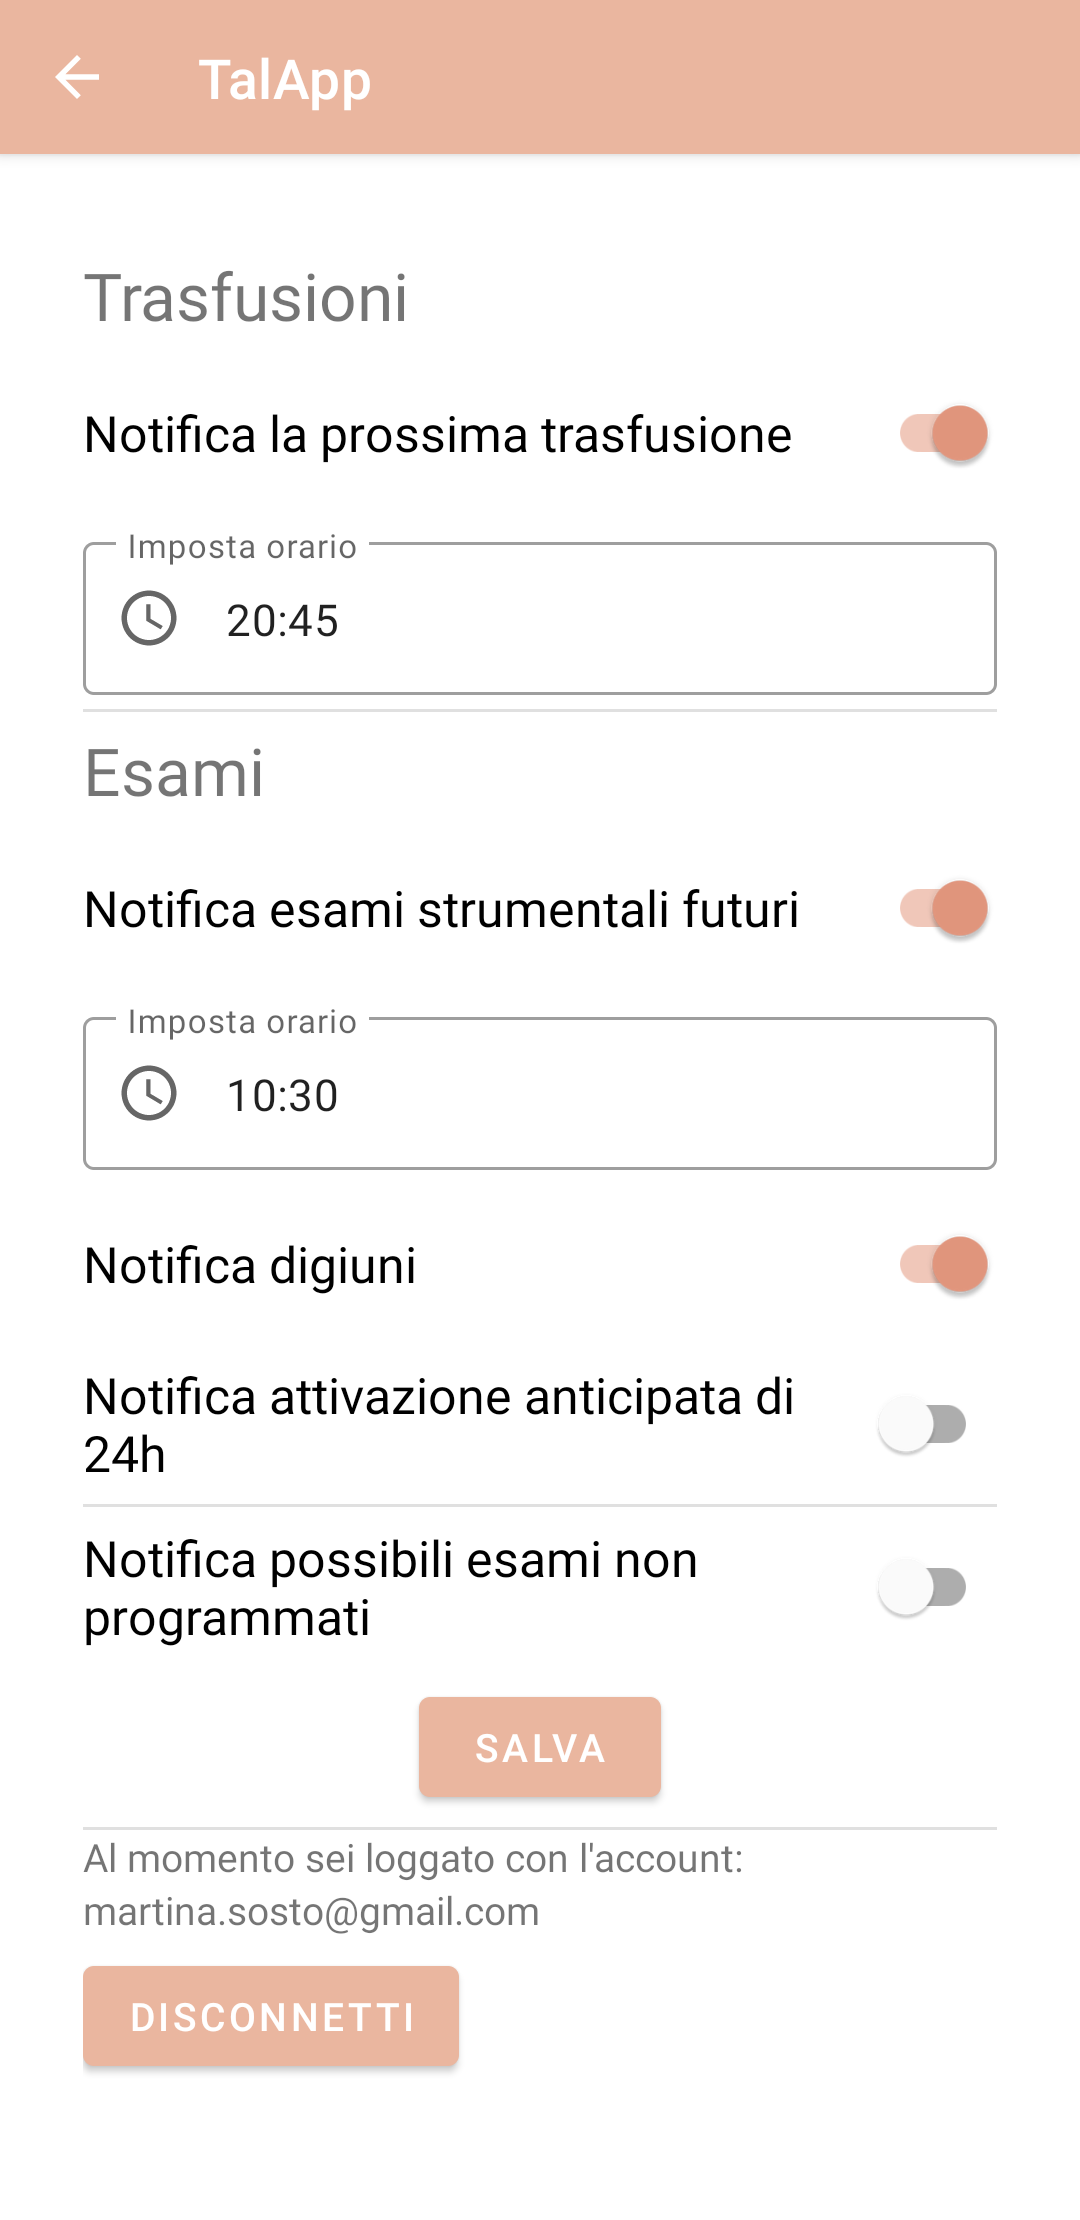 TalApp
Trasfusioni
Notifica la prossima trasfusione
Imposta orario
20:45
Esami
Notifica esami strumentali futuri
Imposta orario
10:30
Notifica digiuni
Notifica attivazione anticipata di
24h
Notifica possibili esami non
programmati
SALVA
Al momento sei loggato con l'account:
martina.sosto@gmail.com
DISCONNETTI